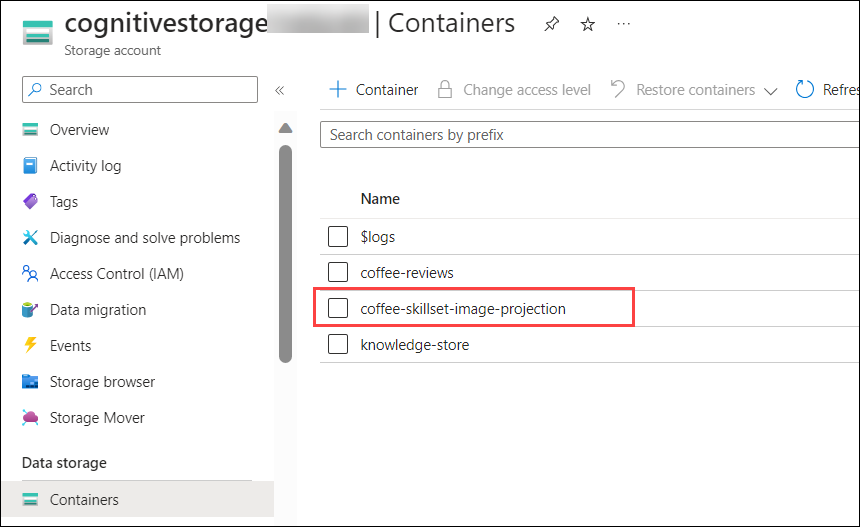 cognitivestorage | Containers
Storage account
Search
Overview
Activity log
Tags
Diagnose and solve problems
Access Control (IAM)
Data migration
Events
Storage browser
Storage Mover
Data storage
Containers
+ Container Change access level Restore containers Refres
Search containers by prefix
Name
$logs
coffee-reviews
coffee-skillset-image-projection
knowledge-store